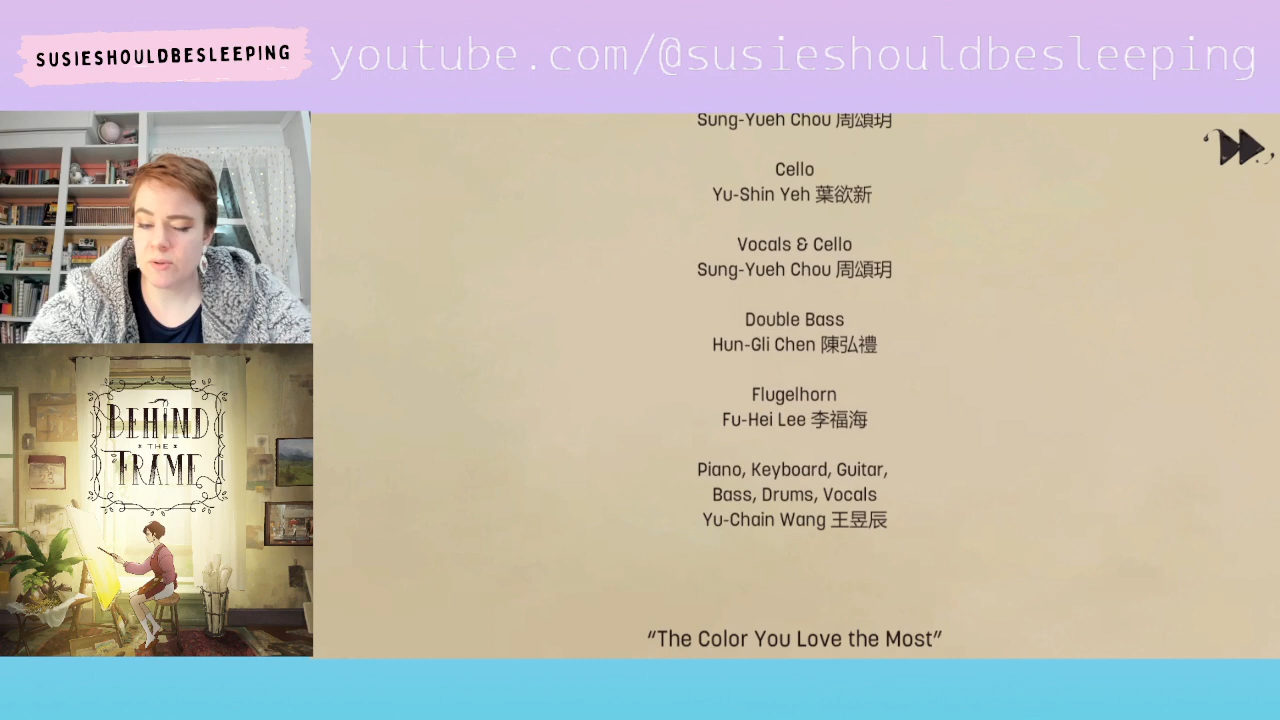 SUSIESHOULDBESLEEPING
youtube.com/@susieshouldbesleeping
Sung-Yueh Chou 周頌玥
Cello
Yu-Shin Yeh 葉欲新
Vocals & Cello
Sung-Yueh Chou 周頌玥
Double Bass
Hun-Gli Chen 陳弘禮
Flugelhorn
Fu-Hei Lee 李福海
Piano, Keyboard, Guitar,
Bass, Drums, Vocals
Yu-Chain Wang 王昱辰
“The Color You Love the Most”
BEHIND
THE
FRAME